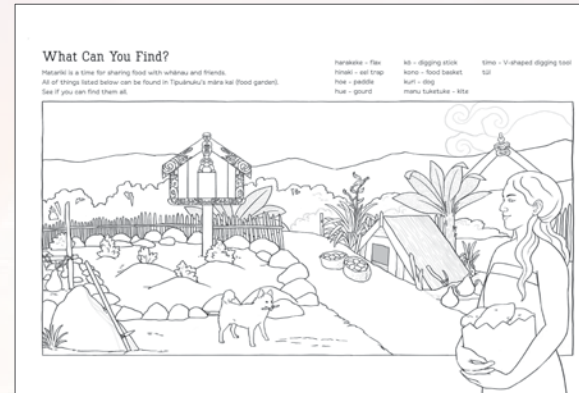 What Can You Find?
Matariki is a time for sharing food with whānau and friends.
All of things listed below can be found in Tipuānuku's māra kai (food garden).
See if you can find them all.
harakeke – flax
hinaki – eel trap
hoe – paddle
hue – gourd
kō – digging stick
kono – food basket
kurī – dog
manu tukutuku – kite
timo – V-shaped digging tool
tūī